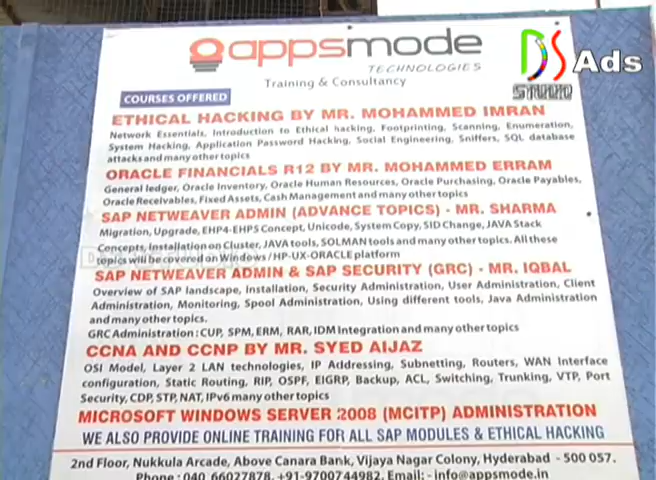 appsmode
TECHNOLOGIES
Training & Consultancy
DS Ads
STUDIO
COURSES OFFERED
ETHICAL HACKING BY MR. MOHAMMED IMRAN
Network Essentials, Introduction to Ethical hacking, Footprinting, Scanning, Enumeration,
System Hacking, Application Password Hacking, Social Engineering, Sniffers, SQL database
attacks and many other topics
ORACLE FINANCIALS R12 BY MR. MOHAMMED ERRAM
General ledger, Oracle Inventory, Oracle Human Resources, Oracle Purchasing, Oracle Payables,
Oracle Receivables, Fixed Assets, Cash Management and many other topics
SAP NETWEAVER ADMIN (ADVANCE TOPICS) - MR. SHARMA
Migration, Upgrade, EHP4-EHP5 Concept, Unicode, System Copy, SID Change, JAVA Stack
Concepts, Installation on Cluster, JAVA tools, SOLMAN tools and many other topics. All these
topics will be covered on Windows / HP-UX-ORACLE platform
SAP NETWEAVER ADMIN & SAP SECURITY (GRC) - MR. IQBAL
Overview of SAP landscape, Installation, Security Administration, User Administration, Client
Administration, Monitoring, Spool Administration, Using different tools, Java Administration
and many other topics.
GRC Administration : CUP, SPM, ERM, RAR, IDM Integration and many other topics
CCNA AND CCNP BY MR. SYED AIJAZ
OSI Model, Layer 2 LAN technologies, IP Addressing, Subnetting, Routers, WAN Interface
configuration, Static Routing, RIP, OSPF, EIGRP, Backup, ACL, Switching, Trunking, VTP, Port
Security, CDP, STP, NAT, IPv6 many other topics
MICROSOFT WINDOWS SERVER 2008 (MCITP) ADMINISTRATION
WE ALSO PROVIDE ONLINE TRAINING FOR ALL SAP MODULES & ETHICAL HACKING
2nd Floor, Nukkula Arcade, Above Canara Bank, Vijaya Nagar Colony, Hyderabad - 500 057.
Phone : 040 66027878, +91-9700744982, Email: - info@appsmode.in